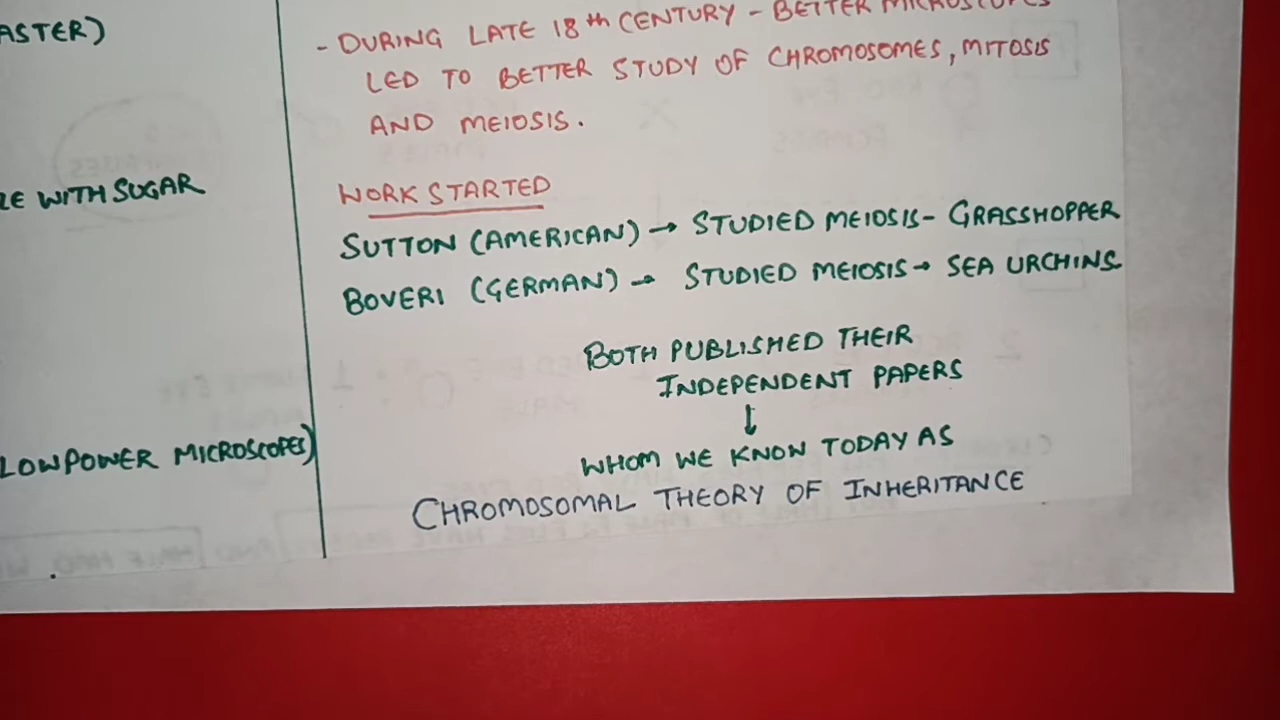 ASTER)
- DURING LATE 18th CENTURY - BETTER MICROSCOPES
LED TO BETTER STUDY OF CHROMOSOMES, MITOSIS
AND MEIOSIS.
WITH SUGAR
WORK STARTED
SUTTON (AMERICAN) → STUDIED MEIOSIS - GRASSHOPPER
BOVERI (GERMAN) → STUDIED MEIOSIS → SEA URCHINS
BOTH PUBLISHED THEIR
INDEPENDENT PAPERS
↓
LOW POWER MICROSCOPES)
WHOM WE KNOW TODAY AS
CHROMOSOMAL THEORY OF INHERITANCE